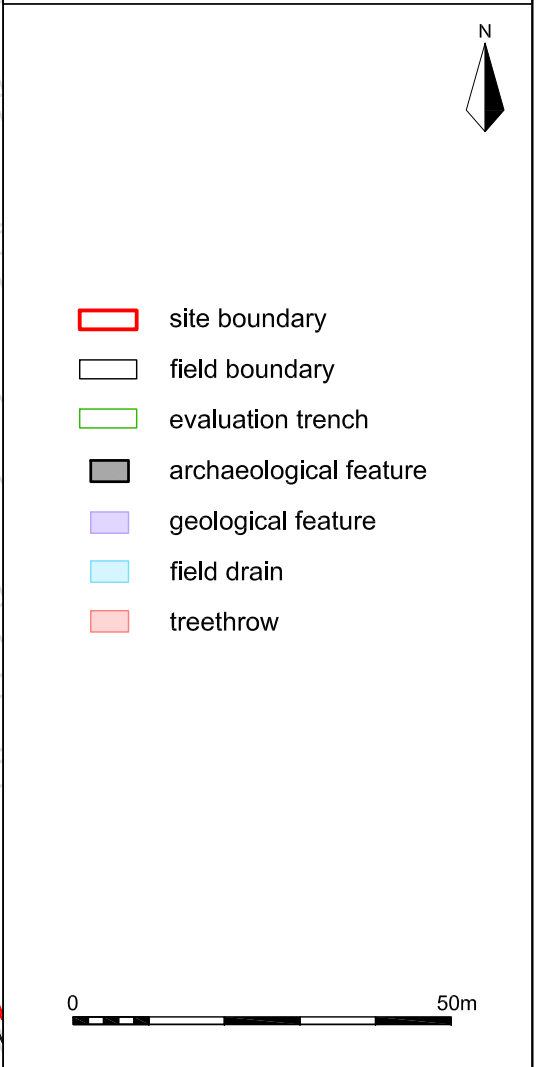 N
site boundary
field boundary
evaluation trench
archaeological feature
geological feature
field drain
treethrow
0 50m